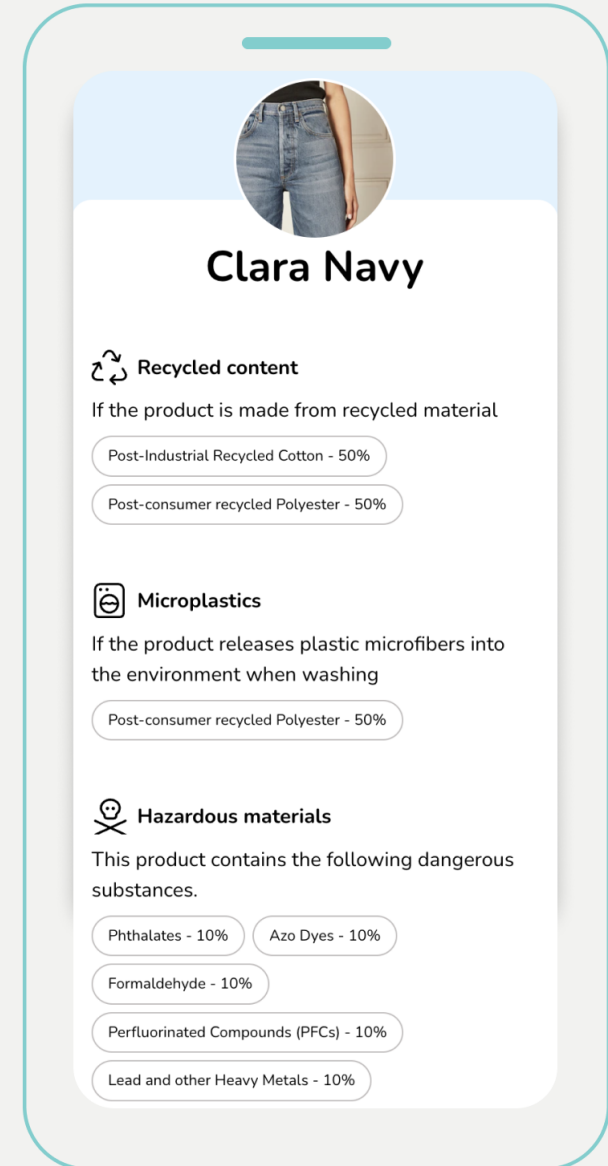 Clara Navy
Recycled content
If the product is made from recycled material
Post-Industrial Recycled Cotton - 50%
Post-consumer recycled Polyester - 50%
Microplastics
If the product releases plastic microfibers into
the environment when washing
Post-consumer recycled Polyester - 50%
Hazardous materials
This product contains the following dangerous
substances.
Phthalates - 10% Azo Dyes - 10%
Formaldehyde - 10%
Perfluorinated Compounds (PFCs) - 10%
Lead and other Heavy Metals - 10%